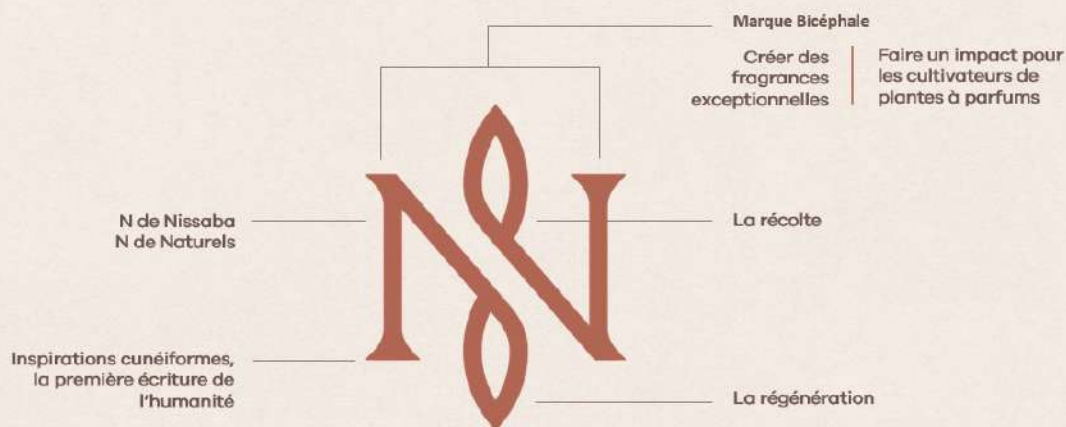 Marque Bicéphale
Créer des
fragrances
exceptionnelles
Faire un impact pour
les cultivateurs de
plantes à parfums
N de Nissaba
N de Naturels
La récolte
Inspirations cunéiformes,
la première écriture de
l'humanité
La régénération